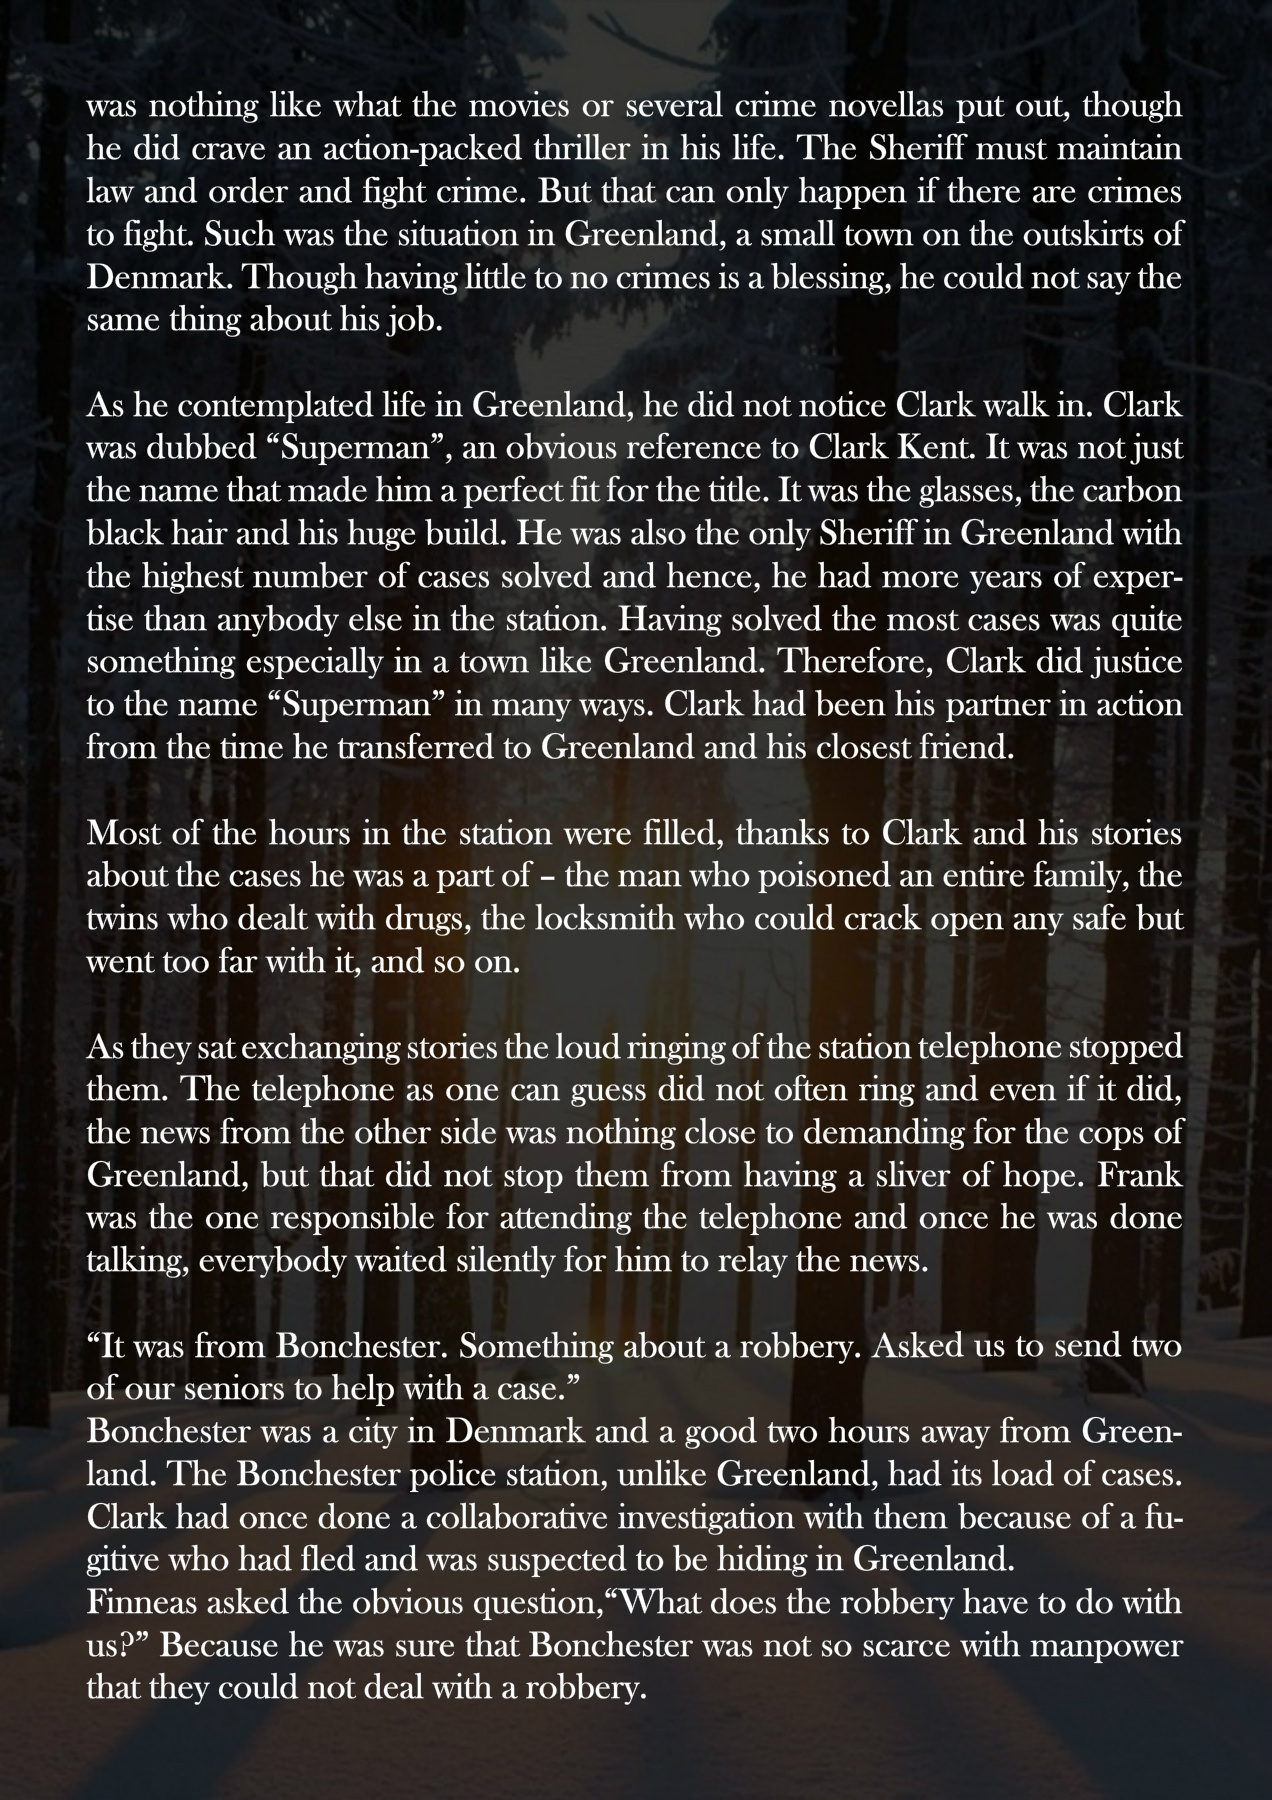 was nothing like what the movies or several crime novellas put out, though
he did crave an action-packed thriller in his life. The Sheriff must maintain
law and order and fight crime. But that can only happen if there are crimes
to fight. Such was the situation in Greenland, a small town on the outskirts of
Denmark. Though having little to no crimes is a blessing, he could not say the
same thing about his job.
As he contemplated life in Greenland, he did not notice Clark walk in. Clark
was dubbed “Superman”, an obvious reference to Clark Kent. It was not just
the name that made him a perfect fit for the title. It was the glasses, the carbon
black hair and his huge build. He was also the only Sheriff in Greenland with
the highest number of cases solved and hence, he had more years of exper-
tise than anybody else in the station. Having solved the most cases was quite
something especially in a town like Greenland. Therefore, Clark did justice
to the name “Superman” in many ways. Clark had been his partner in action
from the time he transferred to Greenland and his closest friend.
Most of the hours in the station were filled, thanks to Clark and his stories
about the cases he was a part of – the man who poisoned an entire family, the
twins who dealt with drugs, the locksmith who could crack open any safe but
went too far with it, and so on.
As they sat exchanging stories the loud ringing of the station telephone stopped
them. The telephone as one can guess did not often ring and even if it did,
the news from the other side was nothing close to demanding for the cops of
Greenland, but that did not stop them from having a sliver of hope. Frank
was the one responsible for attending the telephone and once he was done
talking, everybody waited silently for him to relay the news.
“It was from Bonchester. Something about a robbery. Asked us to send two
of our seniors to help with a case.”
Bonchester was a city in Denmark and a good two hours away from Green-
land. The Bonchester police station, unlike Greenland, had its load of cases.
Clark had once done a collaborative investigation with them because of a fu-
gitive who had fled and was suspected to be hiding in Greenland.
Finneas asked the obvious question,“What does the robbery have to do with
us?” Because he was sure that Bonchester was not so scarce with manpower
that they could not deal with a robbery.